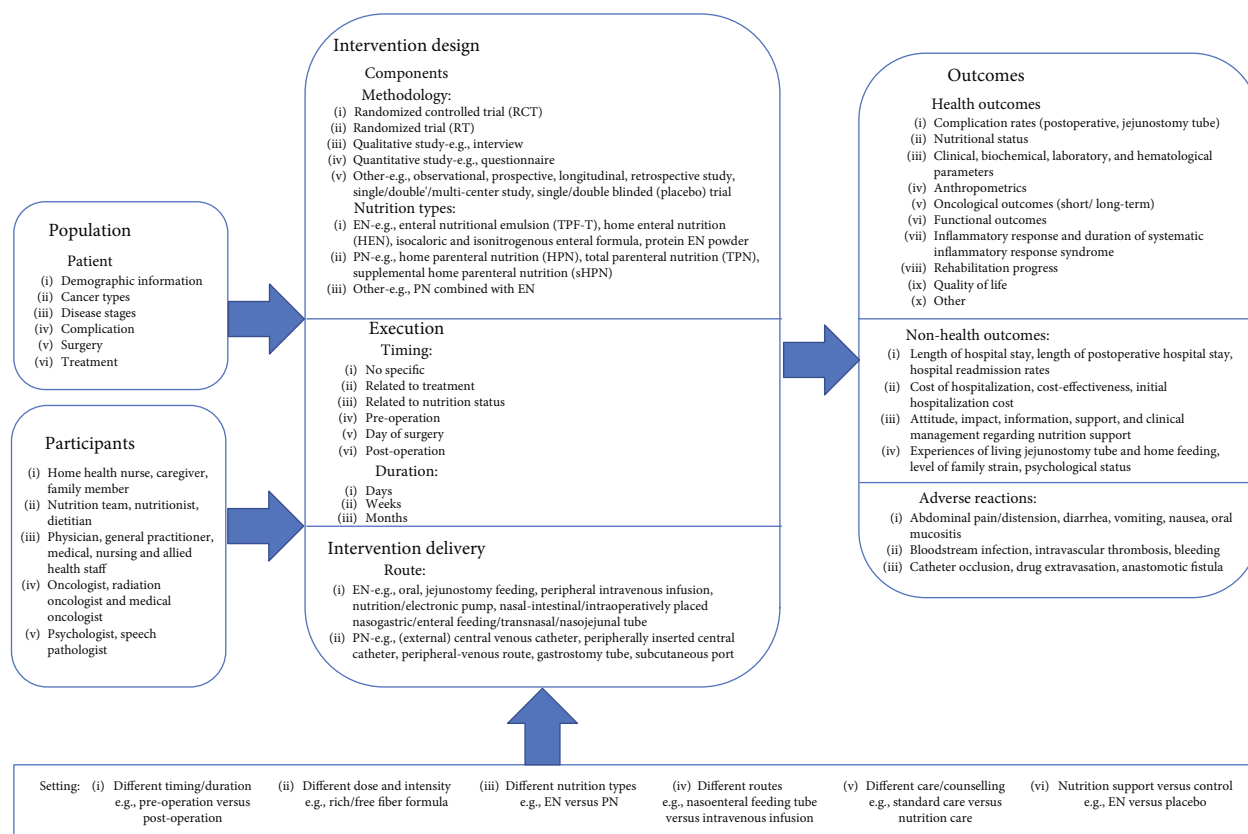 Population
Patient
(i) Demographic information
(ii) Cancer types
(iii) Disease stages
(iv) Complication
(v) Surgery
(vi) Treatment
Participants
(i) Home health nurse, caregiver,
family member
(ii) Nutrition team, nutritionist,
dietitian
(iii) Physician, general practitioner,
medical, nursing and allied
health staff
(iv) Oncologist, radiation
oncologist and medical
oncologist
(v) Psychologist, speech
pathologist
Intervention design
Components
Methodology:
(i) Randomized controlled trial (RCT)
(ii) Randomized trial (RT)
(iii) Qualitative study-e.g., interview
(iv) Quantitative study-e.g., questionnaire
(v) Other-e.g., observational, prospective, longitudinal, retrospective study,
single/double'/multi-center study, single/double blinded (placebo) trial
Nutrition types:
(i) EN-e.g., enteral nutritional emulsion (TPF-T), home enteral nutrition
(HEN), isocaloric and isonitrogenous enteral formula, protein EN powder
(ii) PN-e.g., home parenteral nutrition (HPN), total parenteral nutrition (TPN),
supplemental home parenteral nutrition (sHPN)
(iii) Other-e.g., PN combined with EN
Execution
Timing:
(i) No specific
(ii) Related to treatment
(iii) Related to nutrition status
(iv) Pre-operation
(v) Day of surgery
(vi) Post-operation
Duration:
(i) Days
(ii) Weeks
(iii) Months
Intervention delivery
Route:
(i) EN-e.g., oral, jejunostomy feeding, peripheral intravenous infusion,
nutrition/electronic pump, nasal-intestinal/intraoperatively placed
nasogastric/enteral feeding/transnasal/nasojejunal tube
(ii) PN-e.g., (external) central venous catheter, peripherally inserted central
catheter, peripheral-venous route, gastrostomy tube, subcutaneous port
Outcomes
Health outcomes
(i) Complication rates (postoperative, jejunostomy tube)
(ii) Nutritional status
(iii) Clinical, biochemical, laboratory, and hematological
parameters
(iv) Anthropometrics
(v) Oncological outcomes (short/ long-term)
(vi) Functional outcomes
(vii) Inflammatory response and duration of systematic
inflammatory response syndrome
(viii) Rehabilitation progress
(ix) Quality of life
(x) Other
Non-health outcomes:
(i) Length of hospital stay, length of postoperative hospital stay,
hospital readmission rates
(ii) Cost of hospitalization, cost-effectiveness, initial
hospitalization cost
(iii) Attitude, impact, information, support, and clinical
management regarding nutrition support
(iv) Experiences of living jejunostomy tube and home feeding,
level of family strain, psychological status
Adverse reactions:
(i) Abdominal pain/distension, diarrhea, vomiting, nausea, oral
mucositis
(ii) Bloodstream infection, intravascular thrombosis, bleeding
(iii) Catheter occlusion, drug extravasation, anastomotic fistula
Setting:
(i) Different timing/duration
e.g., pre-operation versus
post-operation
(ii) Different dose and intensity
e.g., rich/free fiber formula
(iii) Different nutrition types
e.g., EN versus PN
(iv) Different routes
e.g., nasoenteral feeding tube
versus intravenous infusion
(v) Different care/counselling
e.g., standard care versus
nutrition care
(vi) Nutrition support versus control
e.g., EN versus placebo